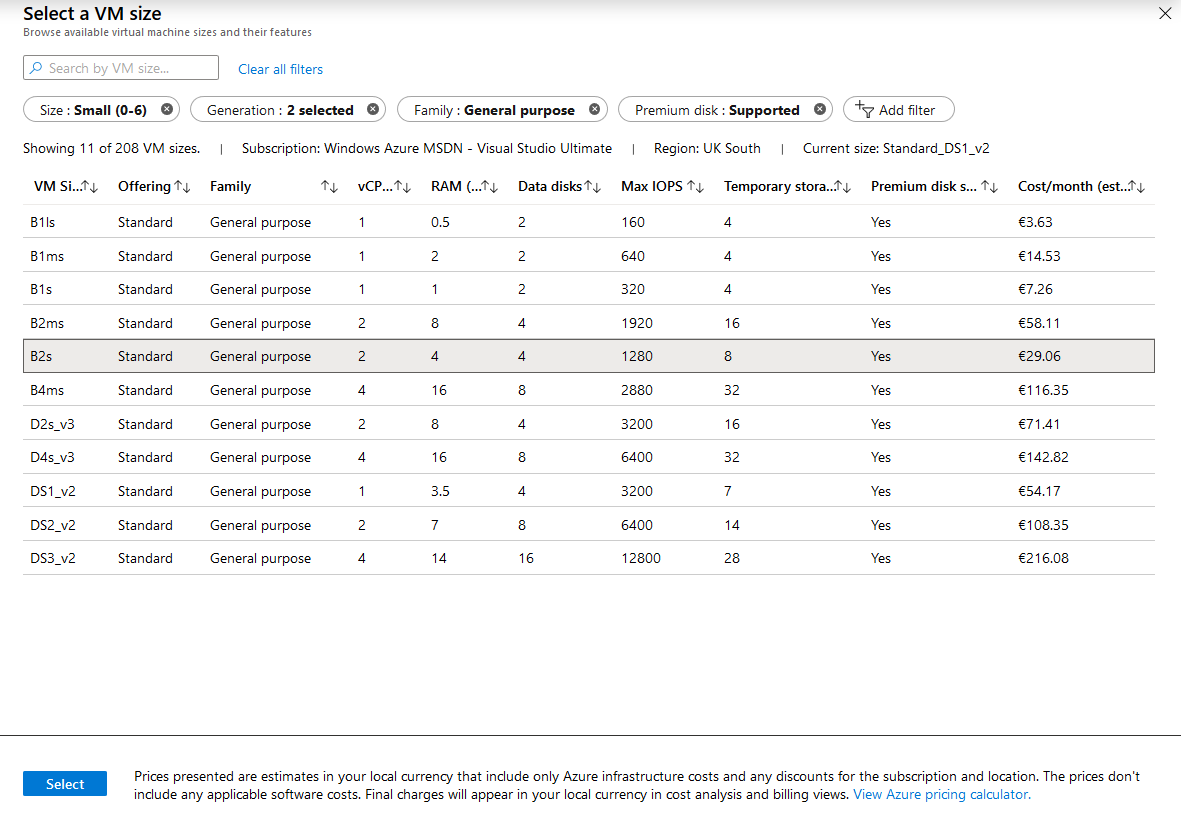 Select a VM size
Browse available virtual machine sizes and their features
Search by VM size...
Clear all filters
Size : Small (0-6) Generation : 2 selected Family : General purpose Premium disk : Supported Add filter
Showing 11 of 208 VM sizes. | Subscription: Windows Azure MSDN - Visual Studio Ultimate | Region: UK South | Current size: Standard_DS1_v2
VM Si...↑↓ Offering↑↓ Family ↑↓ vCP...↑↓ RAM (...↑↓ Data disks↑↓ Max IOPS↑↓ Temporary stora...↑↓ Premium disk s...↑↓ Cost/month (est...↑↓
B1ls Standard General purpose 1 0.5 2 160 4 Yes €3.63
B1ms Standard General purpose 1 2 2 640 4 Yes €14.53
B1s Standard General purpose 1 1 2 320 4 Yes €7.26
B2ms Standard General purpose 2 8 4 1920 16 Yes €58.11
B2s Standard General purpose 2 4 4 1280 8 Yes €29.06
B4ms Standard General purpose 4 16 8 2880 32 Yes €116.35
D2s_v3 Standard General purpose 2 8 4 3200 16 Yes €71.41
D4s_v3 Standard General purpose 4 16 8 6400 32 Yes €142.82
DS1_v2 Standard General purpose 1 3.5 4 3200 7 Yes €54.17
DS2_v2 Standard General purpose 2 7 8 6400 14 Yes €108.35
DS3_v2 Standard General purpose 4 14 16 12800 28 Yes €216.08
Select
Prices presented are estimates in your local currency that include only Azure infrastructure costs and any discounts for the subscription and location. The prices don't
include any applicable software costs. Final charges will appear in your local currency in cost analysis and billing views. View Azure pricing calculator.